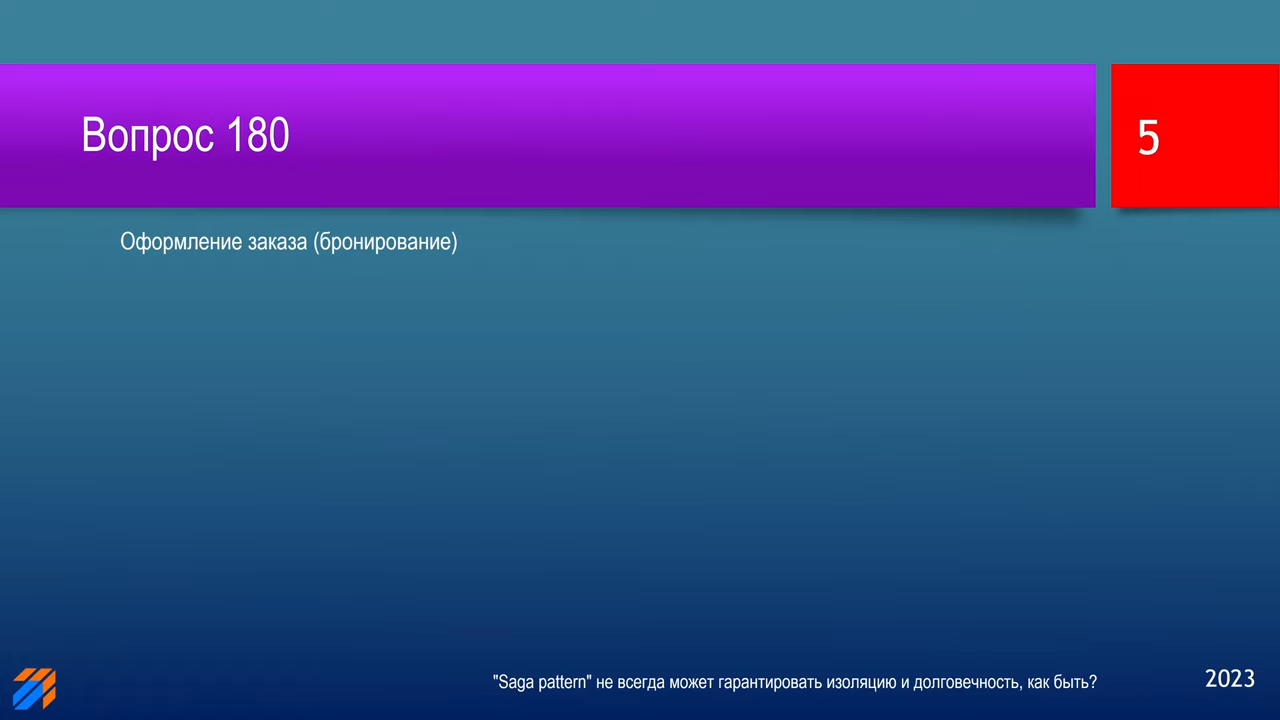 Вопрос 180
5
Оформление заказа (бронирование)
"Saga pattern" не всегда может гарантировать изоляцию и долговечность, как быть?
2023